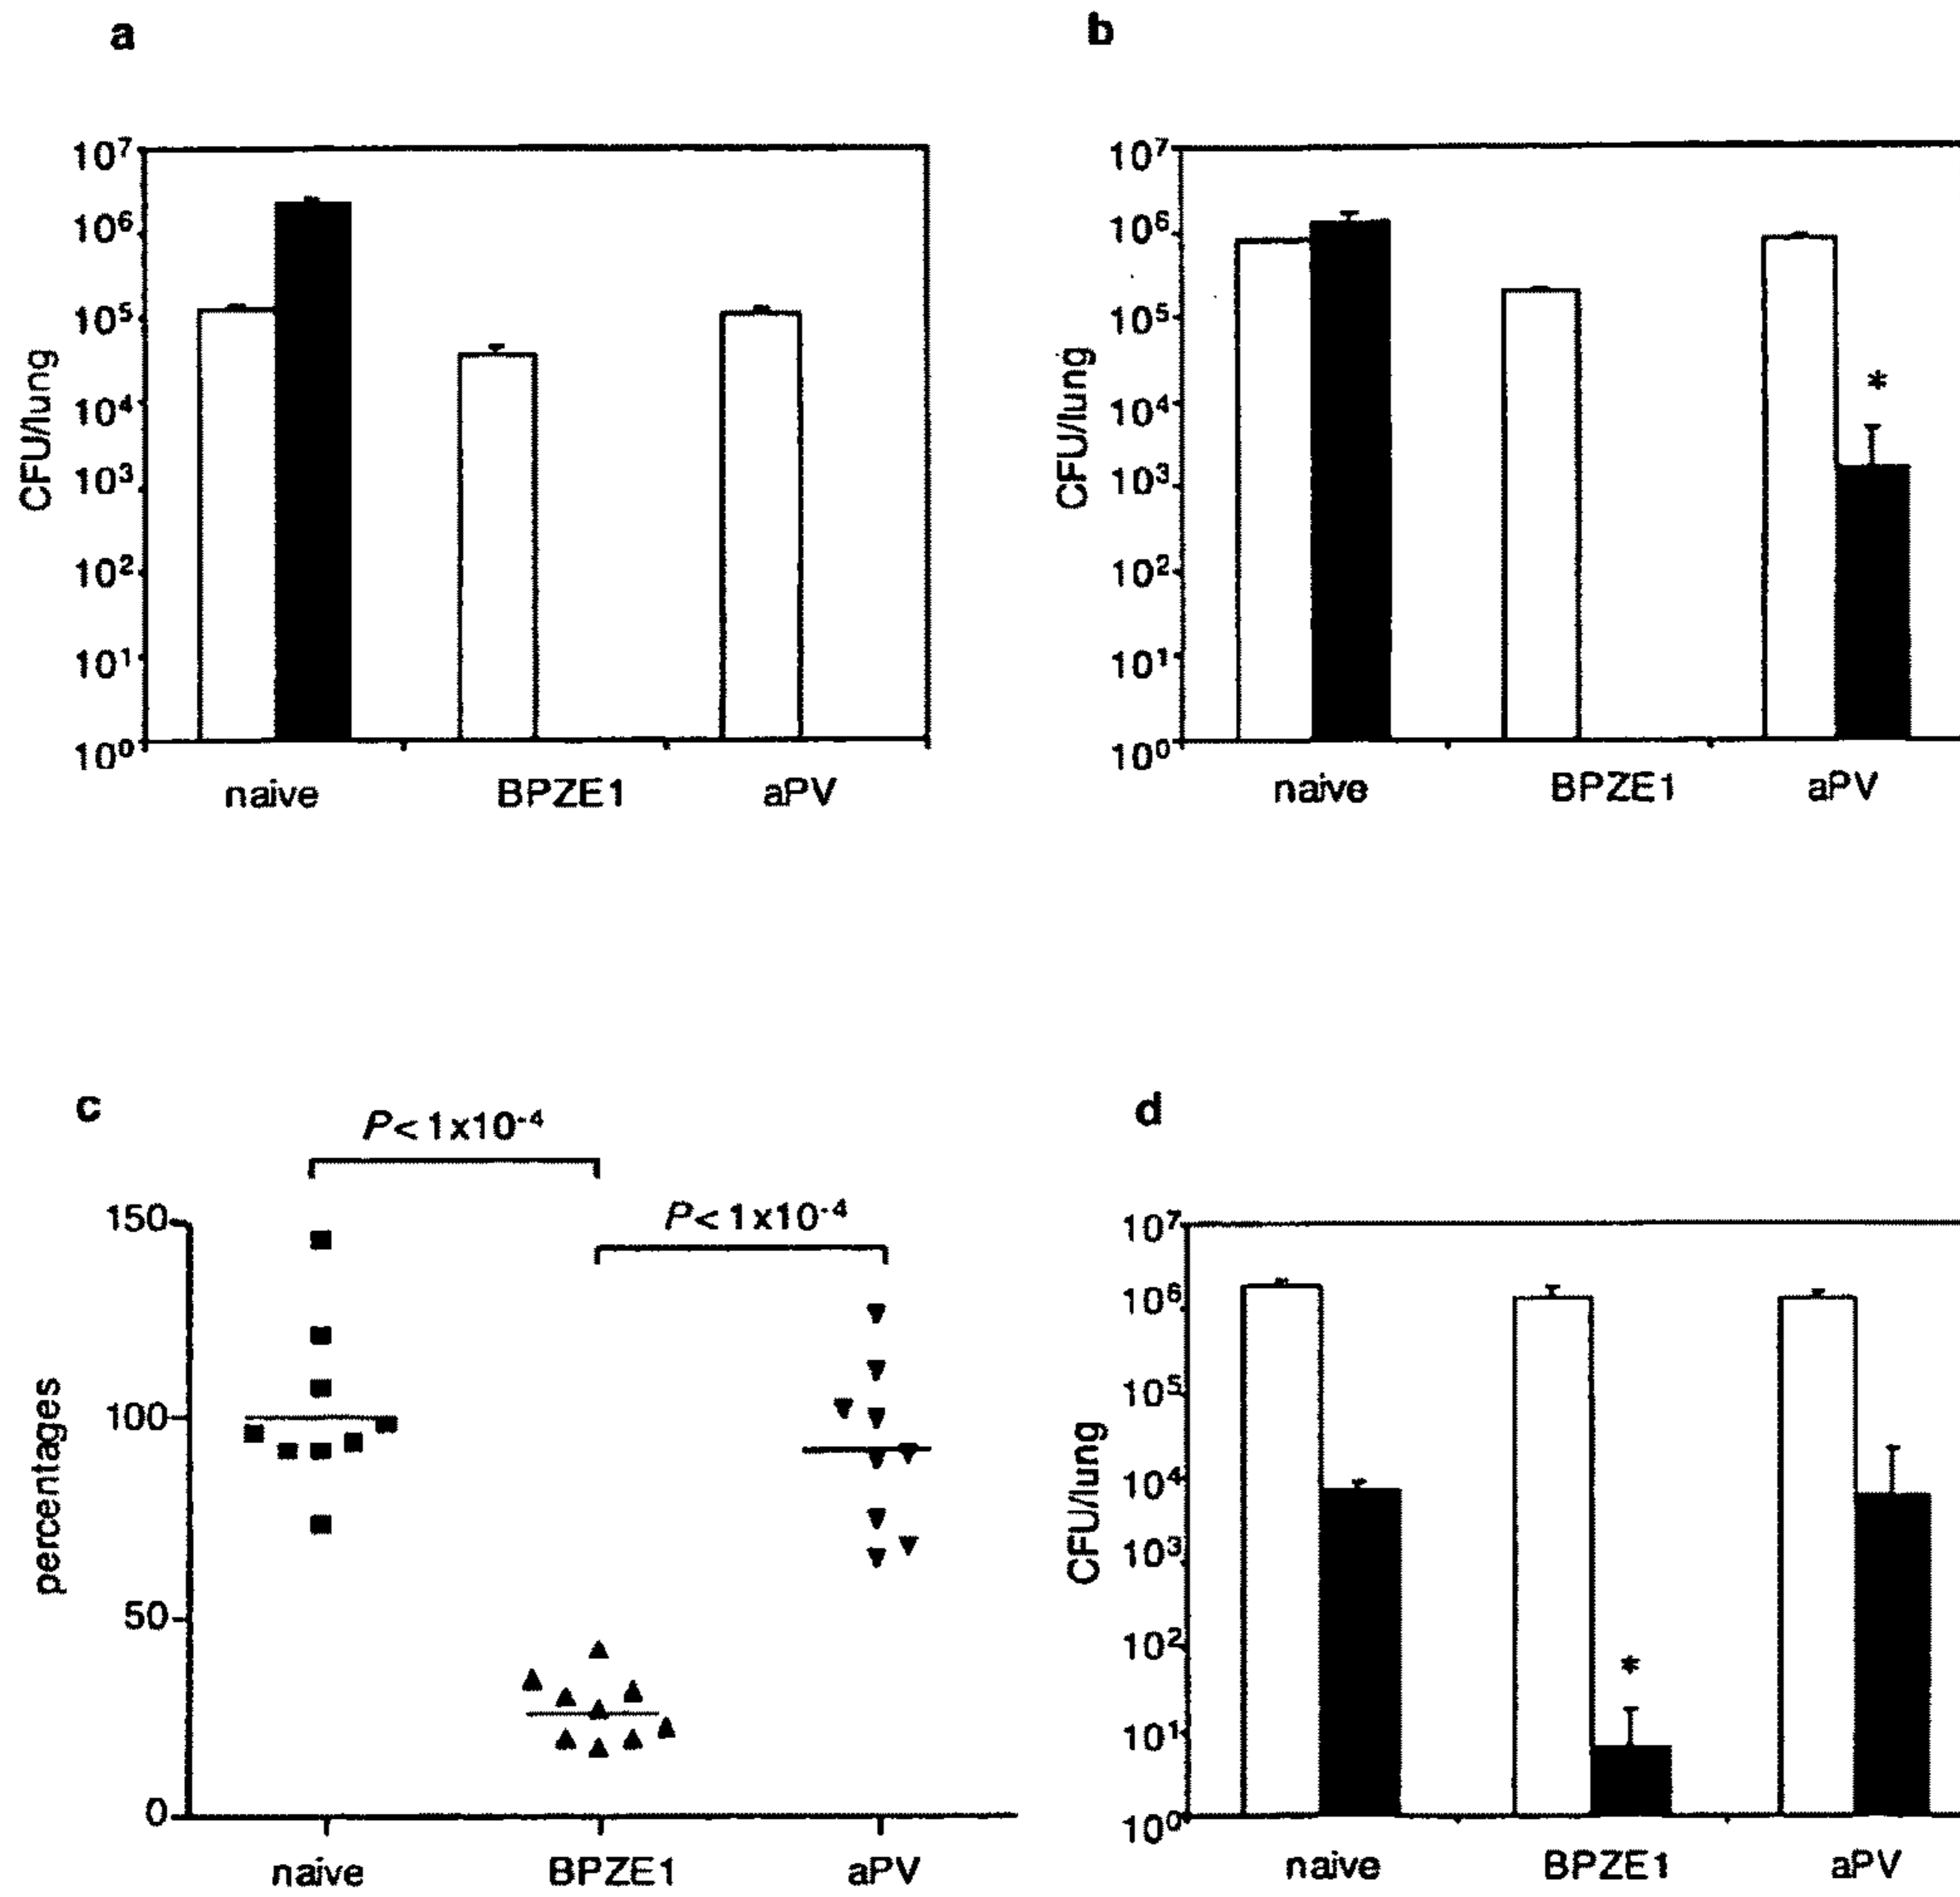 a
10⁷
10⁶
10⁵
10⁴
10³
10²
10¹
10⁰
CFU/lung
naive BPZE1 aPV
b
10⁷
10⁶
10⁵
10⁴
10³
10²
10¹
10⁰
CFU/lung
*
naive BPZE1 aPV
c
P< 1x10⁻⁴
P< 1x10⁻⁴
150
100
50
0
percentages
naive BPZE1 aPV
d
10⁷
10⁶
10⁵
10⁴
10³
10²
10¹
10⁰
CFU/lung
*
naive BPZE1 aPV